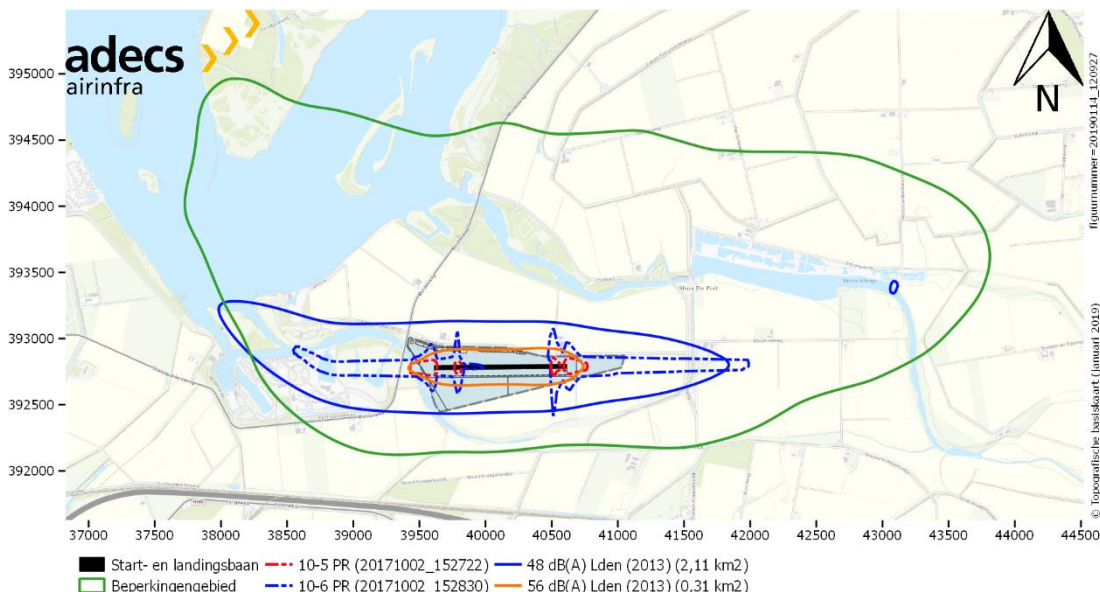 adecs
airinfra
N
395000
394500
394000
393500
393000
392500
392000
37000 37500 38000 38500 39000 39500 40000 40500 41000 41500 42000 42500 43000 43500 44000 44500
Sluis De Piet
figuurnummer=20190114_120927
© Topografische basiskaart (januari 2019)
Start- en landingsbaan 10-5 PR (20171002_152722) 48 dB(A) Lden (2013) (2,11 km2)
Beperkingengebied 10-6 PR (20171002_152830) 56 dB(A) Lden (2013) (0,31 km2)